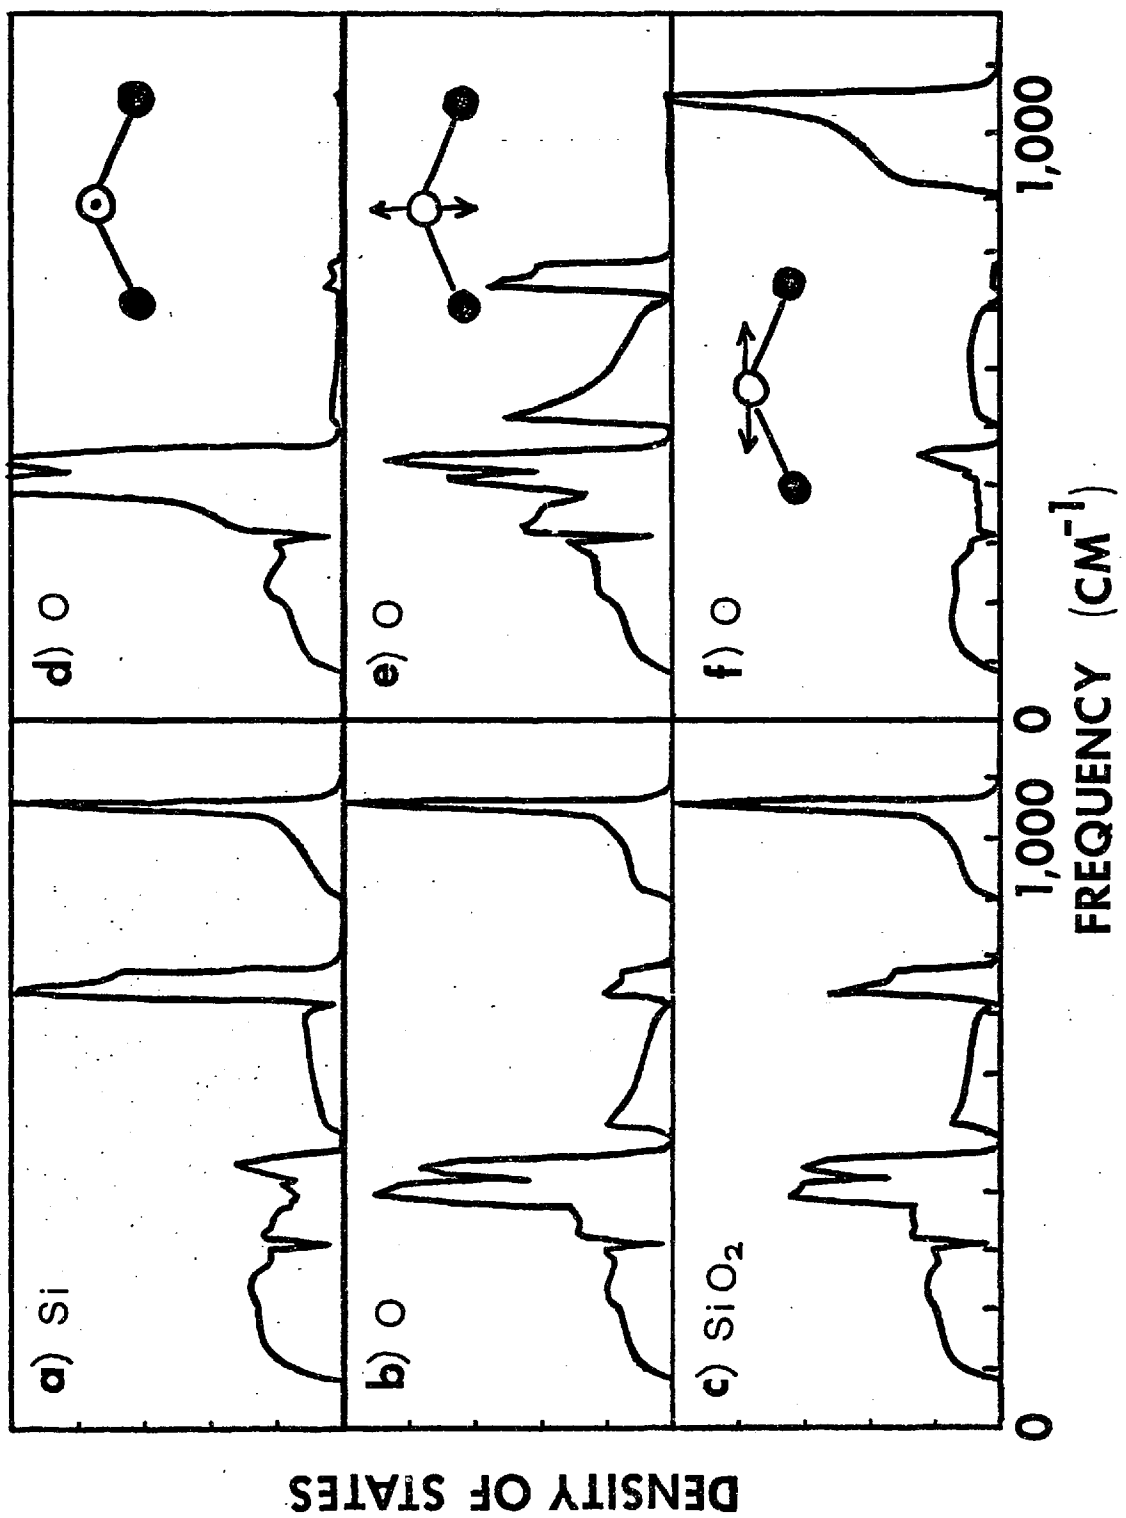 DENSITY OF STATES
a) Si
b) O
c) SiO2
d) O
e) O
f) O
0 1,000 0 1,000
FREQUENCY (CM-1)